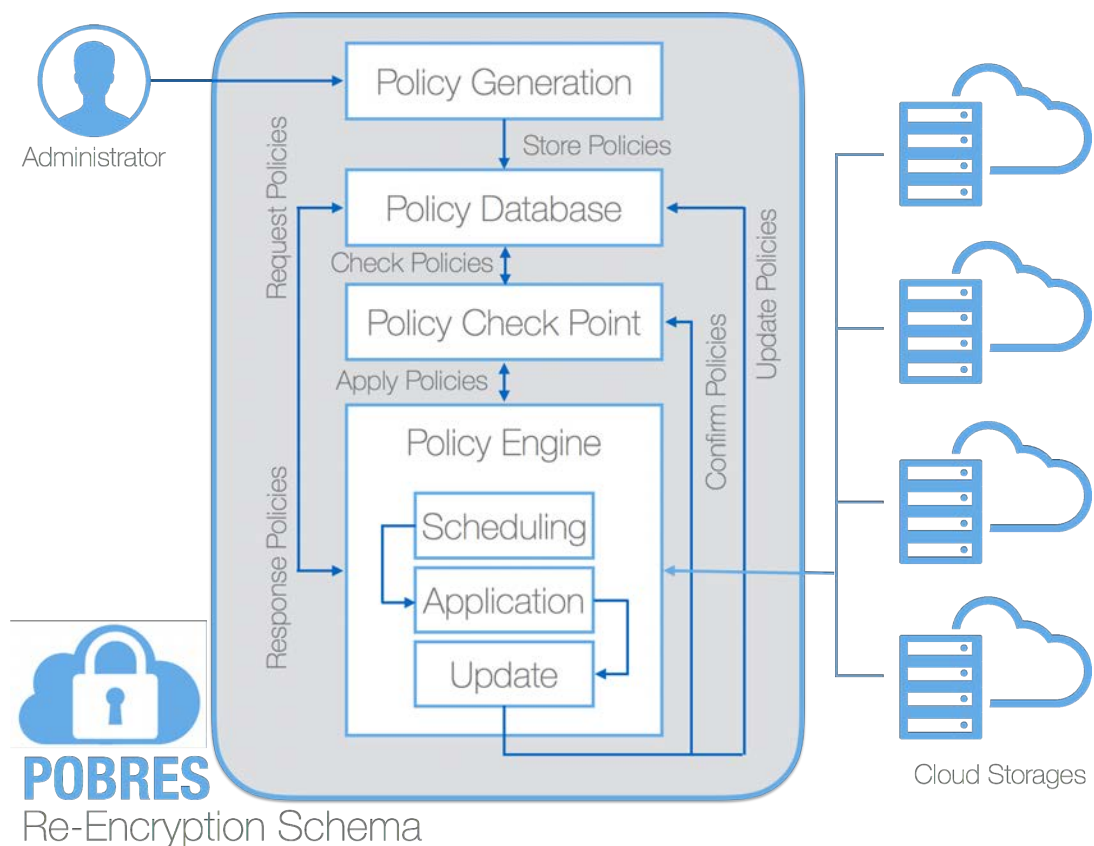 Administrator
Policy Generation
Store Policies
Request Policies
Policy Database
Check Policies
Update Policies
Policy Check Point
Apply Policies
Confirm Policies
Policy Engine
Response Policies
Scheduling
Application
Update
POBRES
Re-Encryption Schema
Cloud Storages